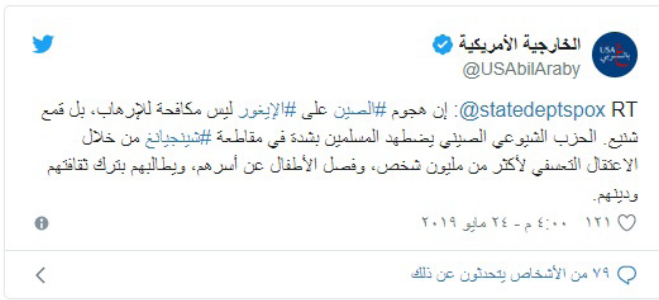 الخارجية الأمريكية
@USAbilAraby
USA
بالعربي
RT @statedeptspox: إن هجوم #الصين على #الإيغور ليس مكافحة للإرهاب، بل قمع
شنيع. الحزب الشيوعي الصيني يضطهد المسلمين بشدة في مقاطعة #شينجيانغ من خلال
الاعتقال التعسفي لأكثر من مليون شخص، وفصل الأطفال عن أسرهم، ويطالبهم بترك ثقافتهم
ودينهم.
١٢١ ٤:٠٠ م - ٢٤ مايو ٢٠١٩
٧٩ من الأشخاص يتحدثون عن ذلك